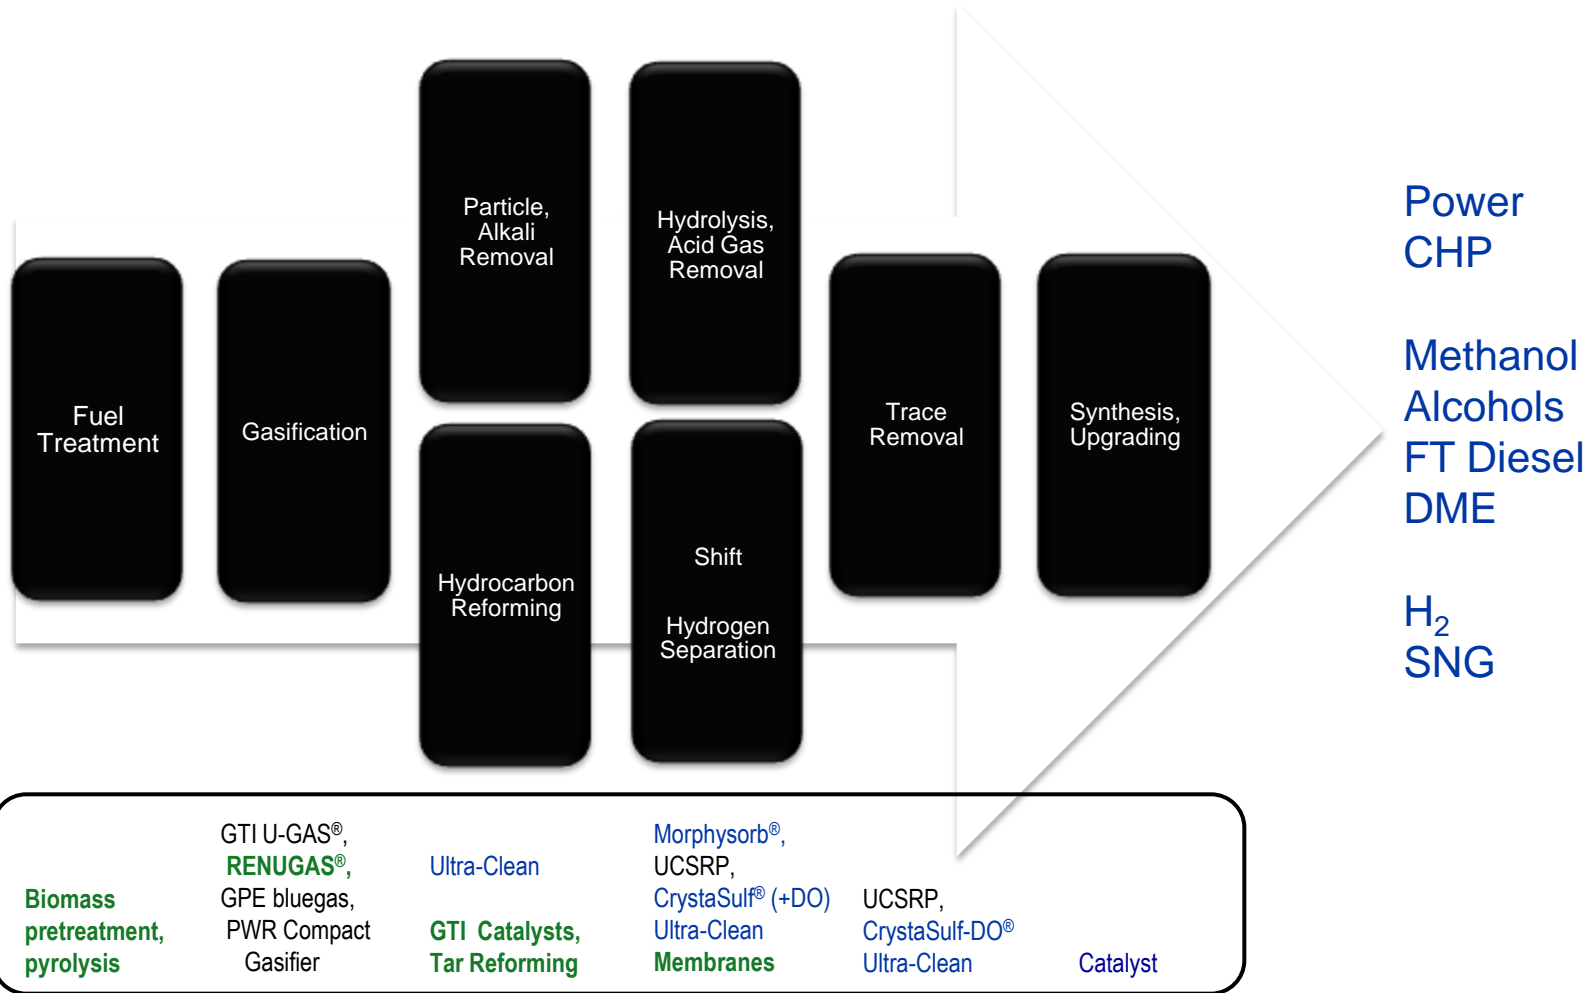 Fuel
Treatment
Gasification
Particle,
Alkali
Removal
Hydrocarbon
Reforming
Hydrolysis,
Acid Gas
Removal
Shift
Hydrogen
Separation
Trace
Removal
Synthesis,
Upgrading
Power
CHP
Methanol
Alcohols
FT Diesel
DME
H₂
SNG
Biomass
pretreatment,
pyrolysis
GTI U-GAS®,
RENUGAS®,
GPE bluegas,
PWR Compact
Gasifier
Ultra-Clean
GTI Catalysts,
Tar Reforming
Morphysorb®,
UCSRP,
CrystaSulf® (+DO)
Ultra-Clean
Membranes
UCSRP,
CrystaSulf-DO®
Ultra-Clean
Catalyst